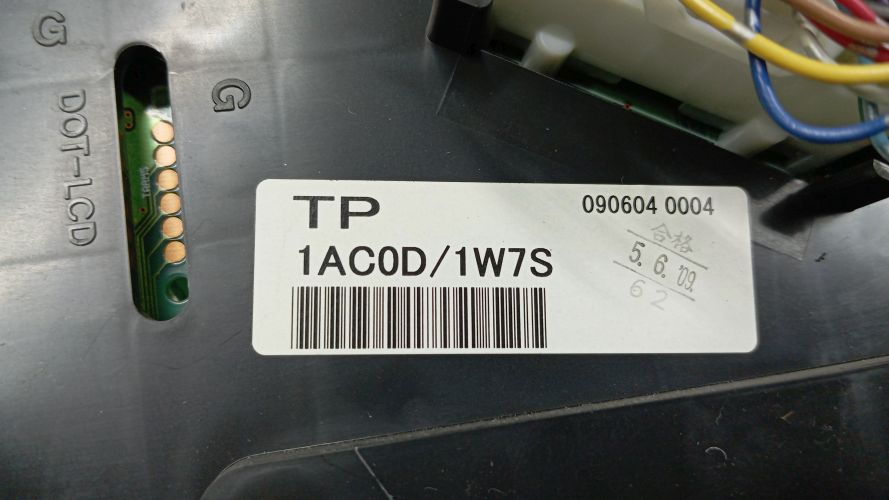 G
DOT-LCD
G
TP
090604 0004
1AC0D/1W7S
合格
5. 6. '09.
62